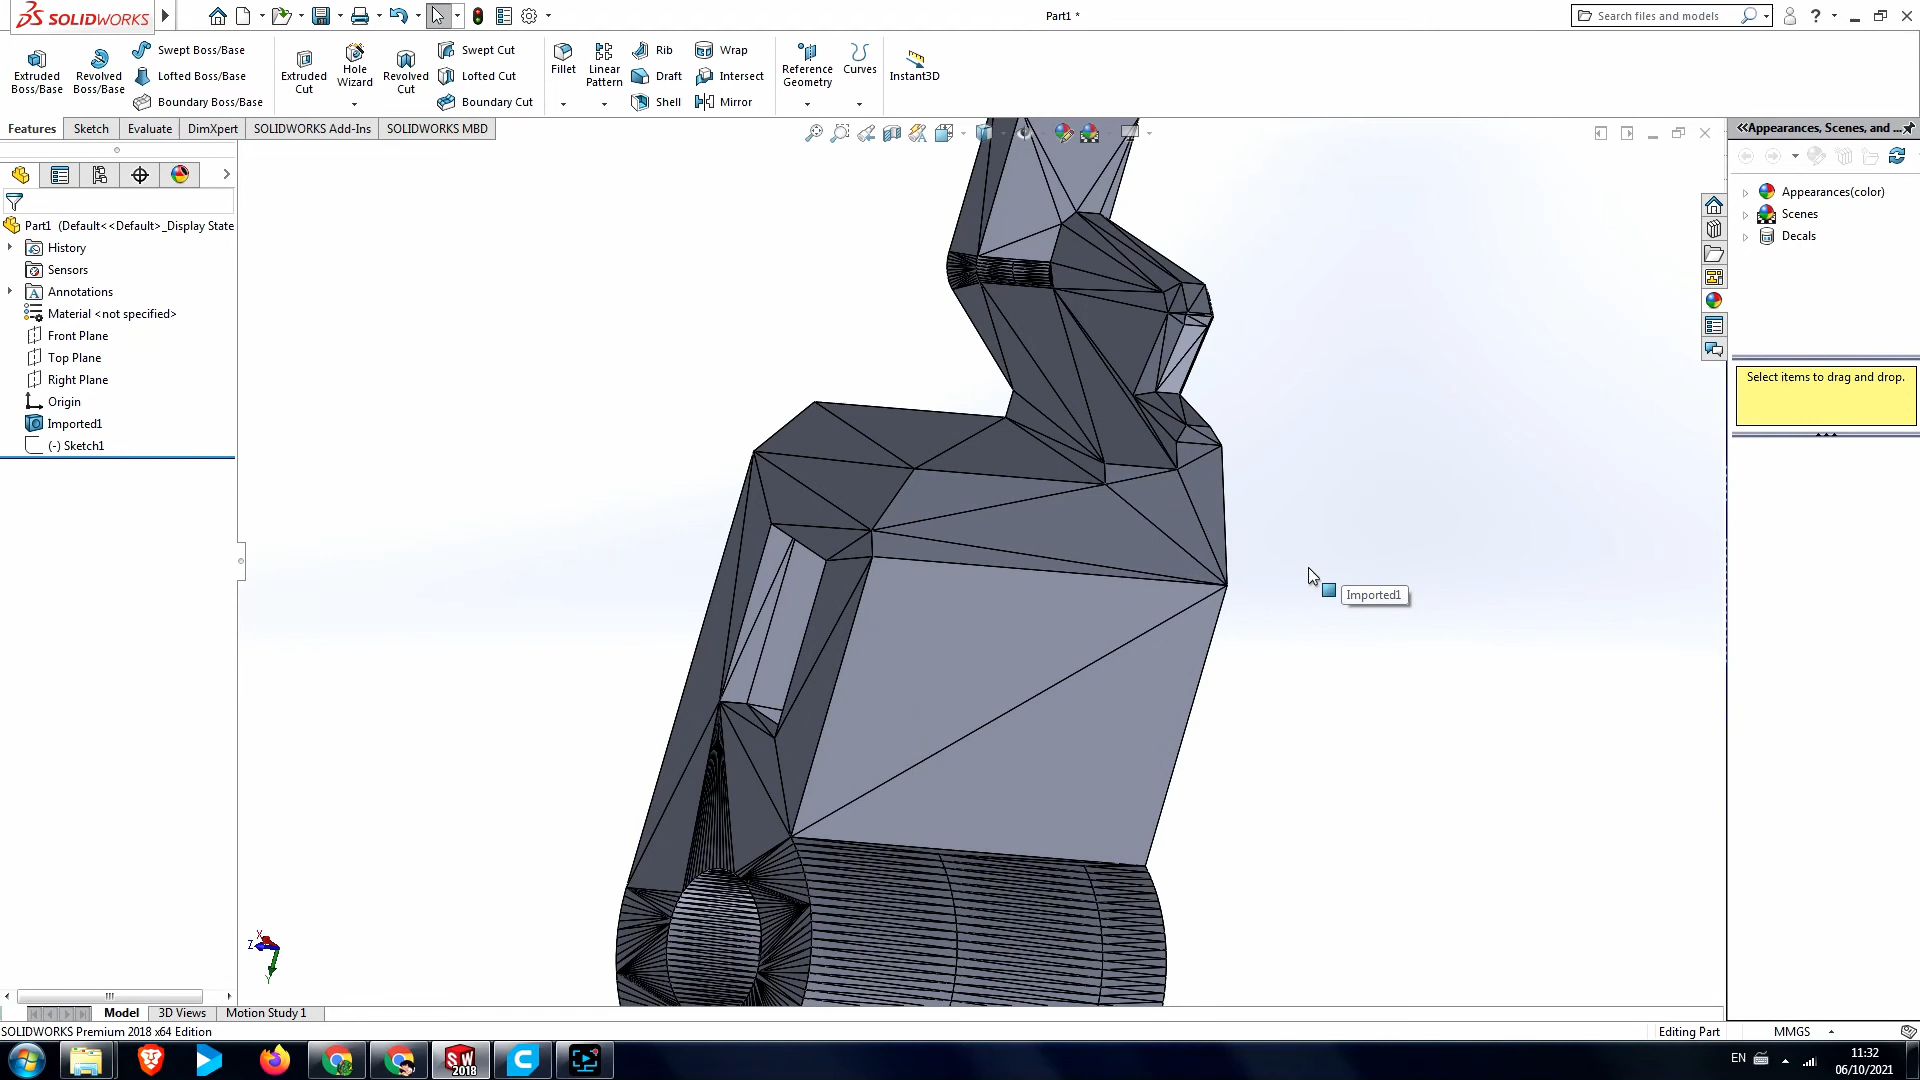 SOLIDWORKS
Part1 *
Search files and models
?
Extruded Boss/Base
Revolved Boss/Base
Swept Boss/Base
Lofted Boss/Base
Boundary Boss/Base
Extruded Cut
Hole Wizard
Revolved Cut
Swept Cut
Lofted Cut
Boundary Cut
Fillet
Linear Pattern
Rib
Draft
Shell
Wrap
Intersect
Mirror
Reference Geometry
Curves
Instant3D
Features
Sketch
Evaluate
DimXpert
SOLIDWORKS Add-Ins
SOLIDWORKS MBD
Part1 (Default<<Default>_Display State
History
Sensors
Annotations
Material <not specified>
Front Plane
Top Plane
Right Plane
Origin
Imported1
(-) Sketch1
Imported1
X
Z
Y
<<Appearances, Scenes, and ...
Appearances(color)
Scenes
Decals
Select items to drag and drop.
Model
3D Views
Motion Study 1
SOLIDWORKS Premium 2018 x64 Edition
Editing Part
MMGS
SW
2018
EN
11:32
06/10/2021